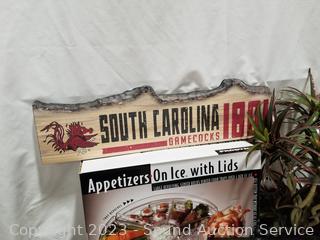 SOUTH CAROLINA 180
GAMECOCKS
Appetizers On Ice with Lids
Copyright 2023 - Sound Auction Service